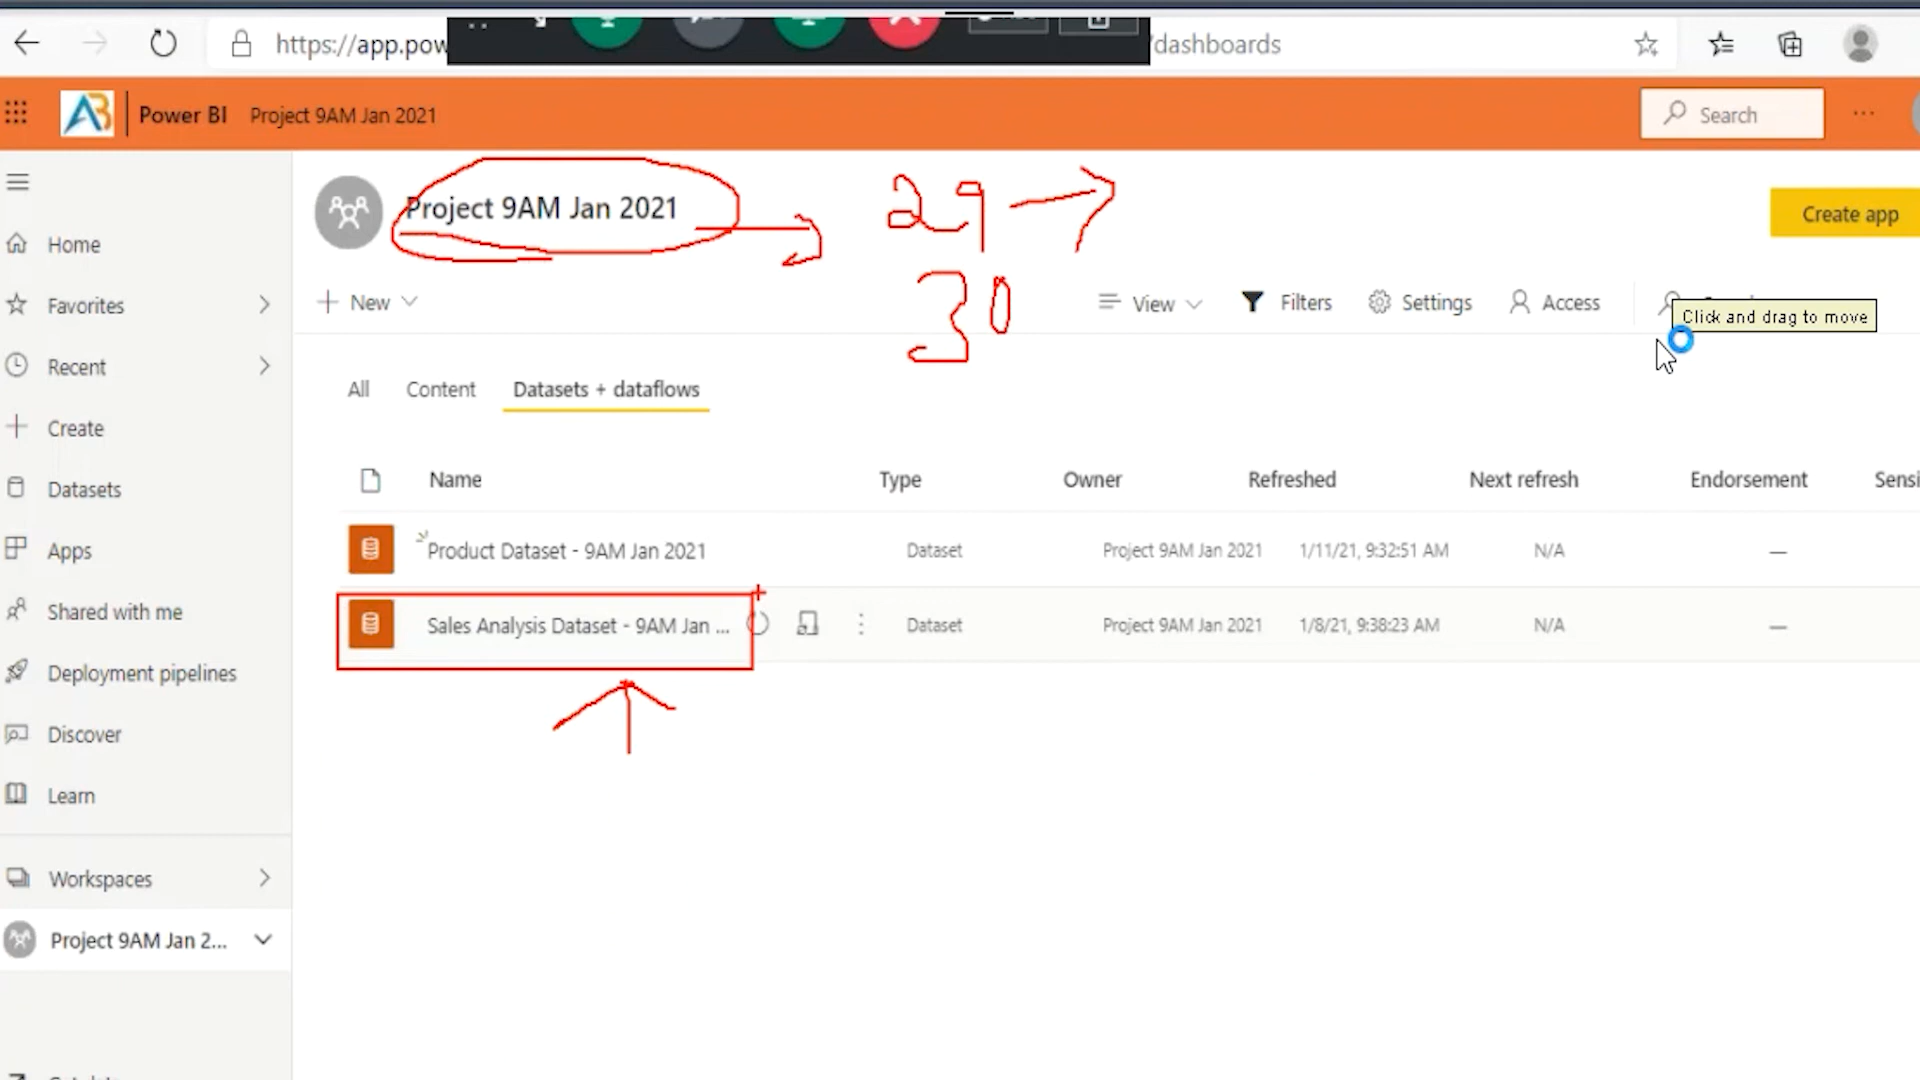 https://app.pow
/dashboards
Power BI
Project 9AM Jan 2021
Search
Project 9AM Jan 2021
29
30
Create app
Home
Favorites
Recent
Create
Datasets
Apps
Shared with me
Deployment pipelines
Discover
Learn
Workspaces
Project 9AM Jan 2...
New
View
Filters
Settings
Access
Click and drag to move
All
Content
Datasets + dataflows
Name
Type
Owner
Refreshed
Next refresh
Endorsement
Sensi
Product Dataset - 9AM Jan 2021
Dataset
Project 9AM Jan 2021
1/11/21, 9:32:51 AM
N/A
—
Sales Analysis Dataset - 9AM Jan ...
Dataset
Project 9AM Jan 2021
1/8/21, 9:38:23 AM
N/A
—